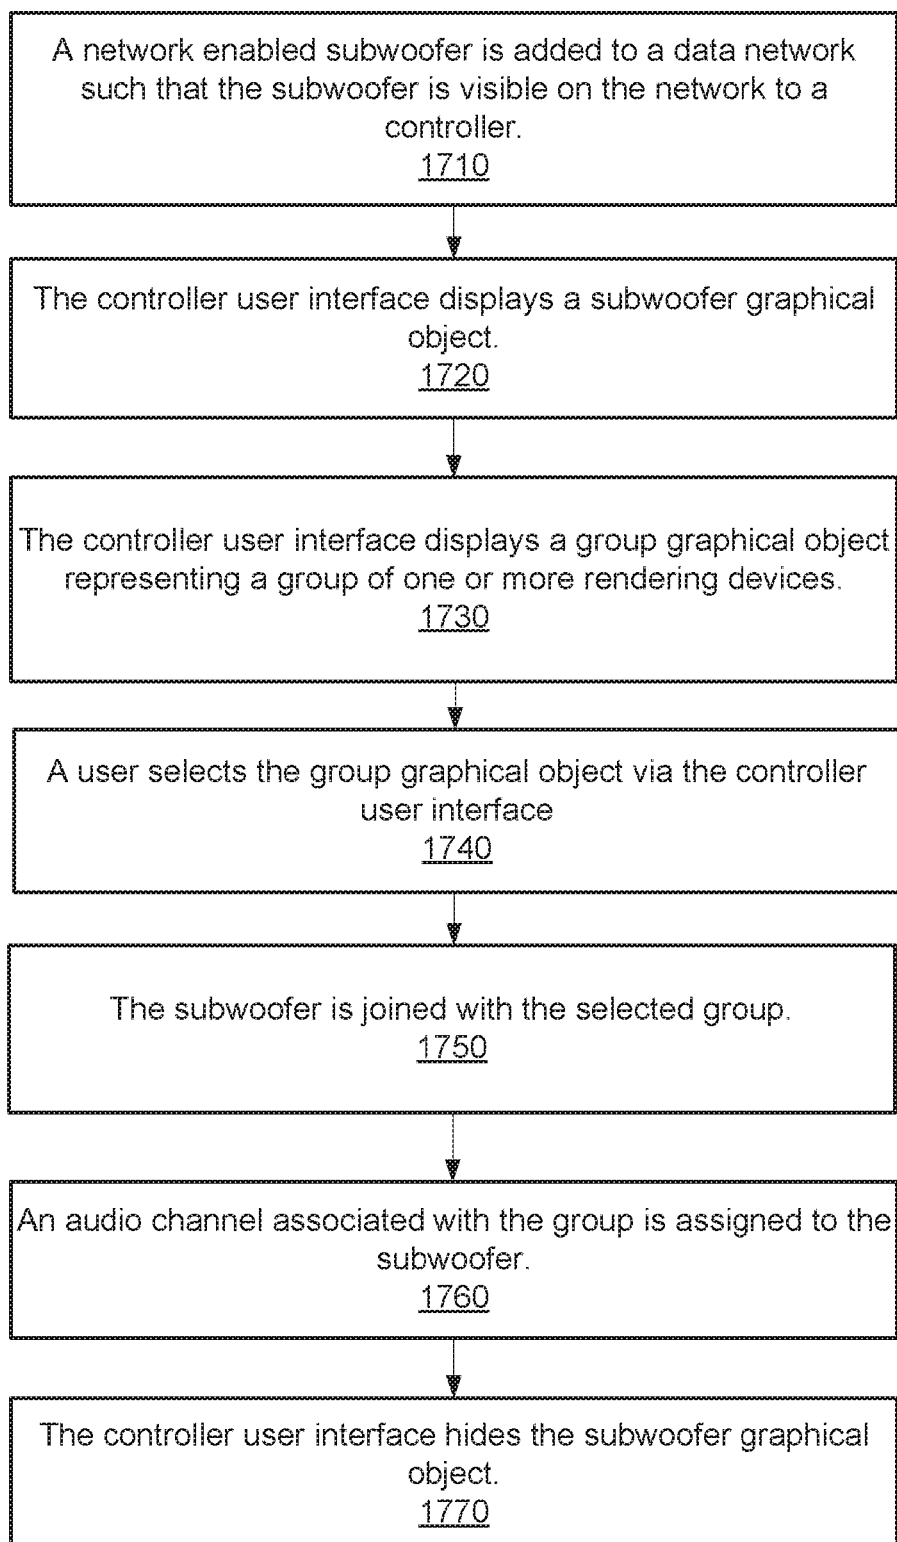 A network enabled subwoofer is added to a data network
such that the subwoofer is visible on the network to a
controller.
1710
The controller user interface displays a subwoofer graphical
object.
1720
The controller user interface displays a group graphical object
representing a group of one or more rendering devices.
1730
A user selects the group graphical object via the controller
user interface
1740
The subwoofer is joined with the selected group.
1750
An audio channel associated with the group is assigned to the
subwoofer.
1760
The controller user interface hides the subwoofer graphical
object.
1770